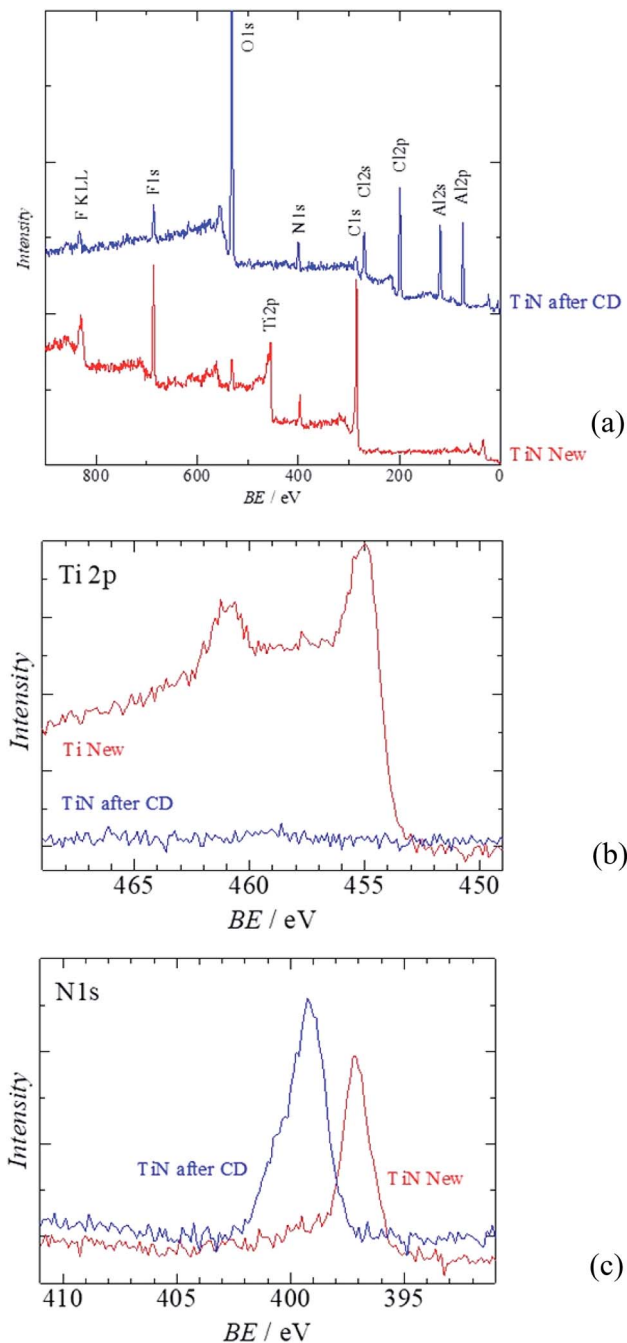 O1s
F KLL
F1s
N1s
C1s
Cl2s
Cl2p
Al2s
Al2p
Ti2p
Intensity
TiN after CD
TiN New
800 600 400 200 0
BE / eV
(a)
Ti 2p
Intensity
Ti New
TiN after CD
465 460 455 450
BE / eV
(b)
N1s
Intensity
TiN after CD
TiN New
410 405 400 395
BE / eV
(c)